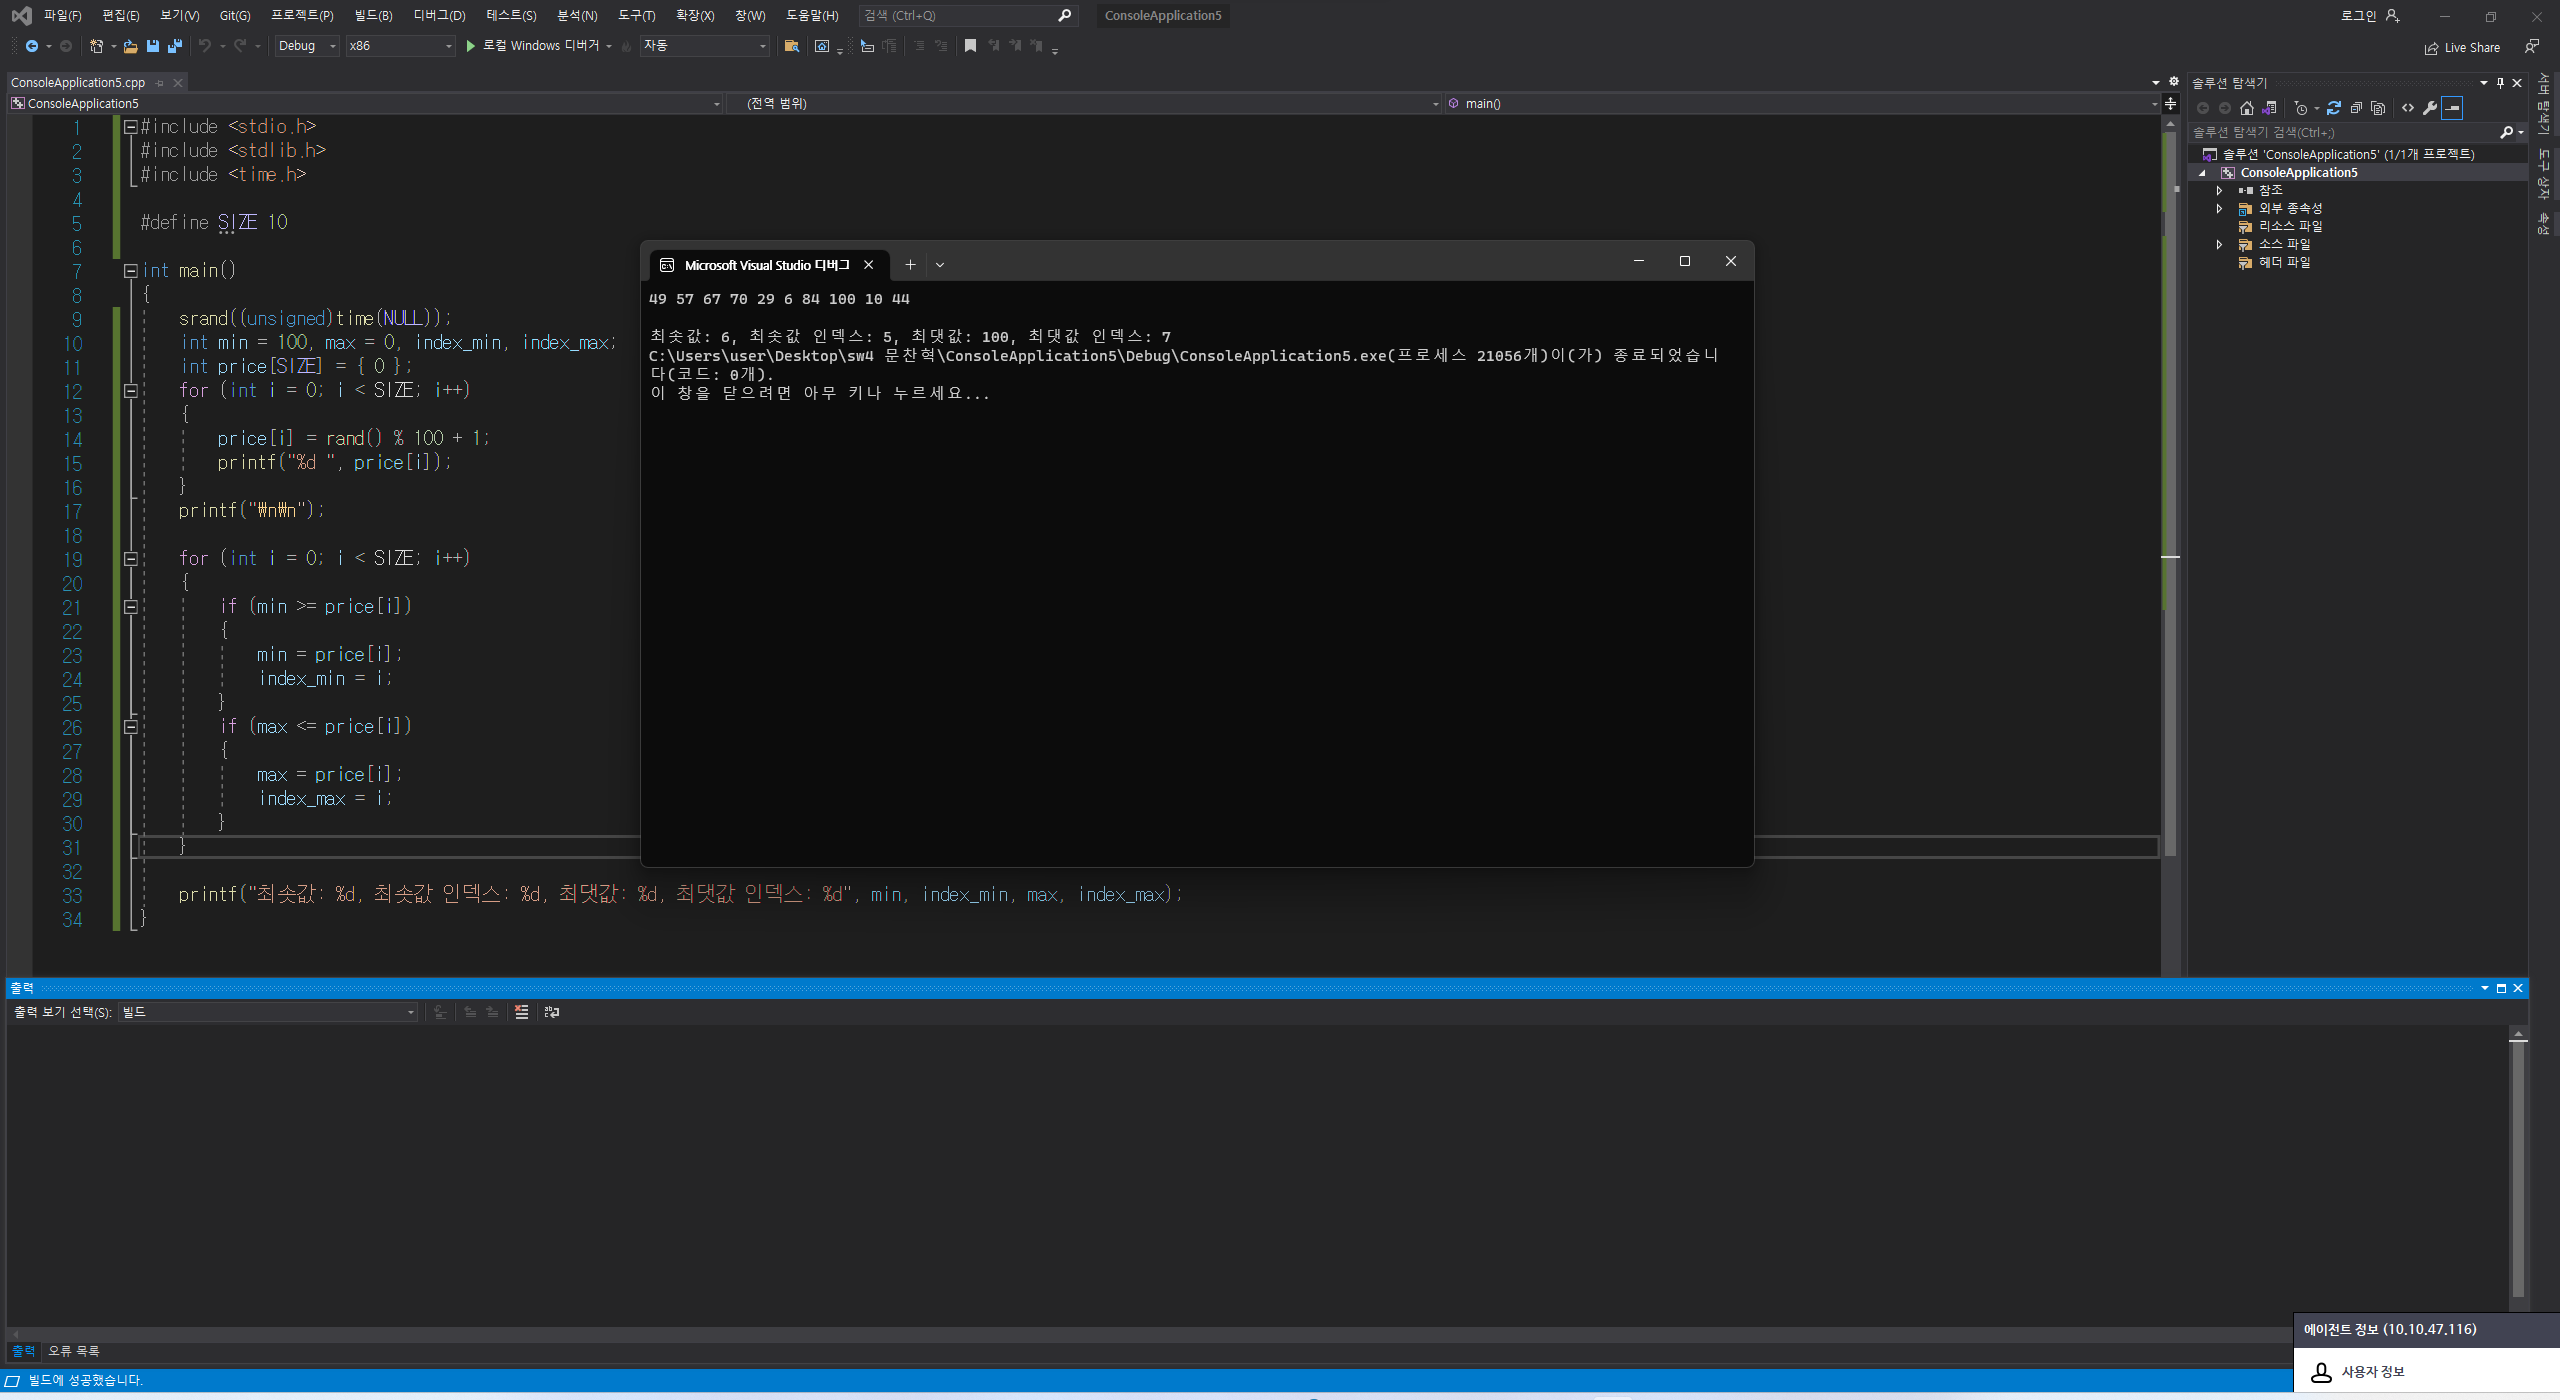 파일(F) 편집(E) 보기(V) Git(G) 프로젝트(P) 빌드(B) 디버그(D) 테스트(S) 분석(N) 도구(T) 확장(X) 창(W) 도움말(H) 검색 (Ctrl+Q) ConsoleApplication5 로그인
Debug x86 로컬 Windows 디버거 자동 Live Share
ConsoleApplication5.cpp
ConsoleApplication5 (전역 범위) main()
1 #include <stdio.h>
2 #include <stdlib.h>
3 #include <time.h>
4
5 #define SIZE 10
6
7 int main()
8 {
9 srand((unsigned)time(NULL));
10 int min = 100, max = 0, index_min, index_max;
11 int price[SIZE] = { 0 };
12 for (int i = 0; i < SIZE; i++)
13 {
14 price[i] = rand() % 100 + 1;
15 printf("%d ", price[i]);
16 }
17 printf("₩n₩n");
18
19 for (int i = 0; i < SIZE; i++)
20 {
21 if (min >= price[i])
22 {
23 min = price[i];
24 index_min = i;
25 }
26 if (max <= price[i])
27 {
28 max = price[i];
29 index_max = i;
30 }
31 }
32
33 printf("최솟값: %d, 최솟값 인덱스: %d, 최댓값: %d, 최댓값 인덱스: %d", min, index_min, max, index_max);
34 }
Microsoft Visual Studio 디버그
49 57 67 70 29 6 84 100 10 44
최솟값: 6, 최솟값 인덱스: 5, 최댓값: 100, 최댓값 인덱스: 7
C:\Users\user\Desktop\sw4 문찬혁\ConsoleApplication5\Debug\ConsoleApplication5.exe(프로세스 21056개)이(가) 종료되었습니
다(코드: 0개).
이 창을 닫으려면 아무 키나 누르세요...
솔루션 탐색기
솔루션 탐색기 검색(Ctrl+;)
솔루션 'ConsoleApplication5' (1/1개 프로젝트)
ConsoleApplication5
참조
외부 종속성
리소스 파일
소스 파일
헤더 파일
서버 탐색기
도구 상자
속성
출력
출력 보기 선택(S): 빌드
출력 오류 목록
빌드에 성공했습니다.
에이전트 정보 (10.10.47.116)
사용자 정보